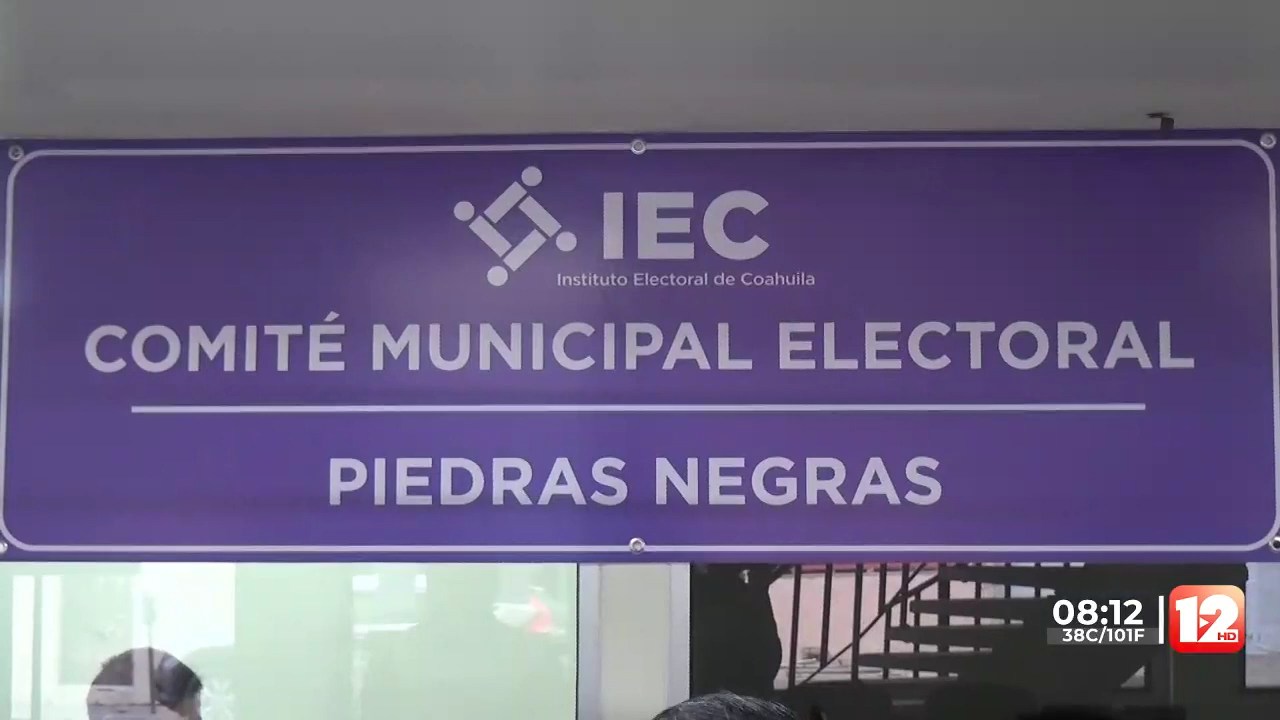 IEC
Instituto Electoral de Coahuila
COMITÉ MUNICIPAL ELECTORAL
PIEDRAS NEGRAS
08:12
38C/101F
12
HD